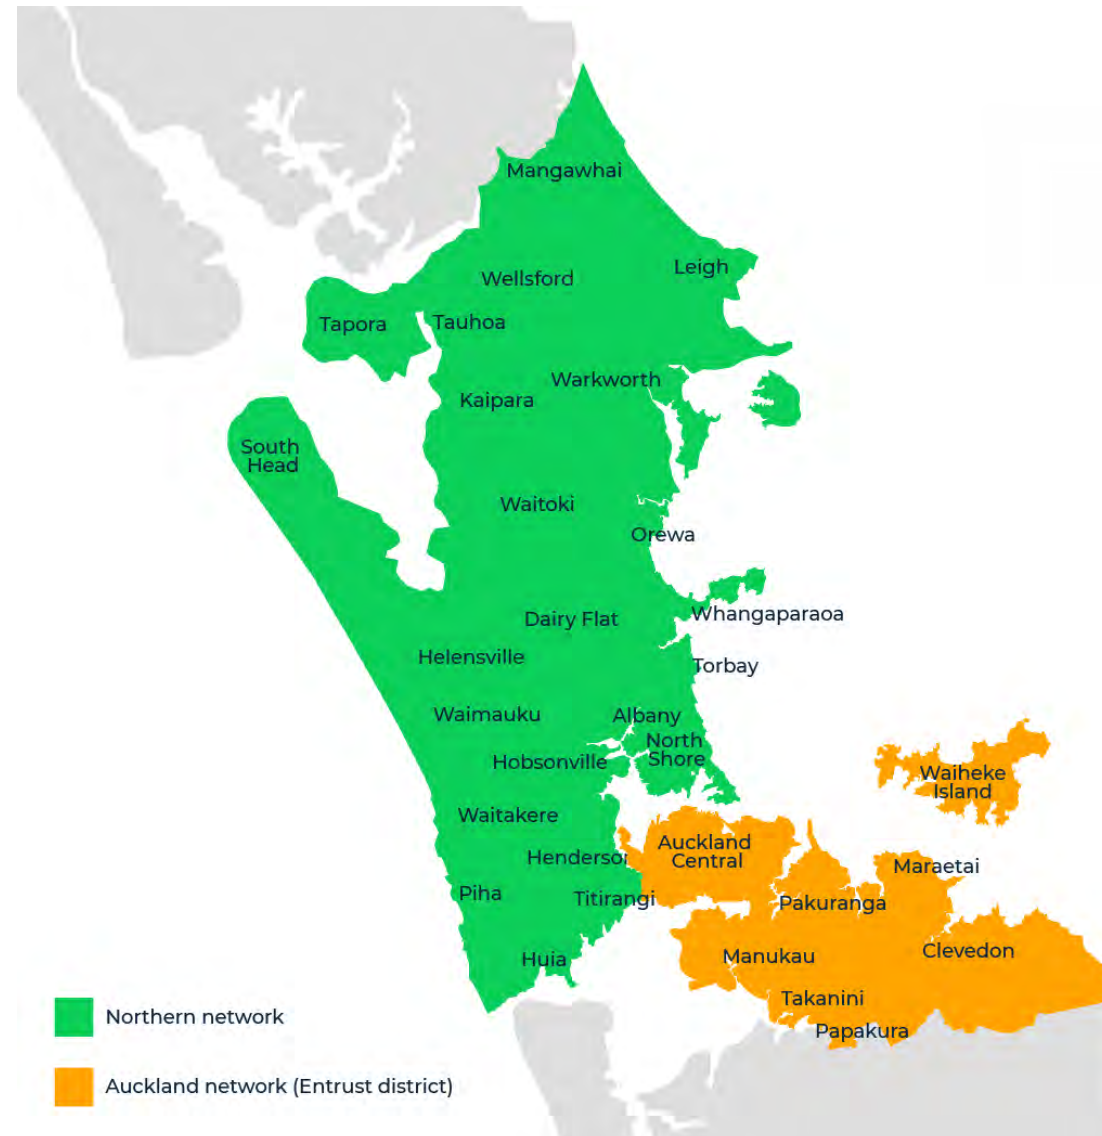 Mangawhai
Leigh
Wellsford
Tapora
Tauhoa
Warkworth
Kaipara
South
Head
Waitoki
Orewa
Whangaparaoa
Dairy Flat
Helensville
Torbay
Waimauku
Albany
North
Shore
Hobsonville
Waiheke
Island
Waitakere
Auckland
Central
Henderso
Maraetai
Piha
Titirangi
Pakuranga
Clevedon
Huia
Manukau
Takanini
Papakura
Northern network
Auckland network (Entrust district)